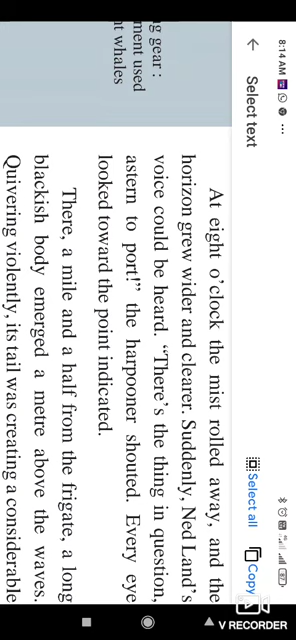 8:14 AM
Select text
Select all
Copy
ng gear :
ment used
nt whales
At eight o'clock the mist rolled away, and the
horizon grew wider and clearer. Suddenly, Ned Land's
voice could be heard. “There's the thing in question,
astern to port!” the harpooner shouted. Every eye
looked toward the point indicated.
There, a mile and a half from the frigate, a long
blackish body emerged a metre above the waves.
Quivering violently, its tail was creating a considerable
V RECORDER